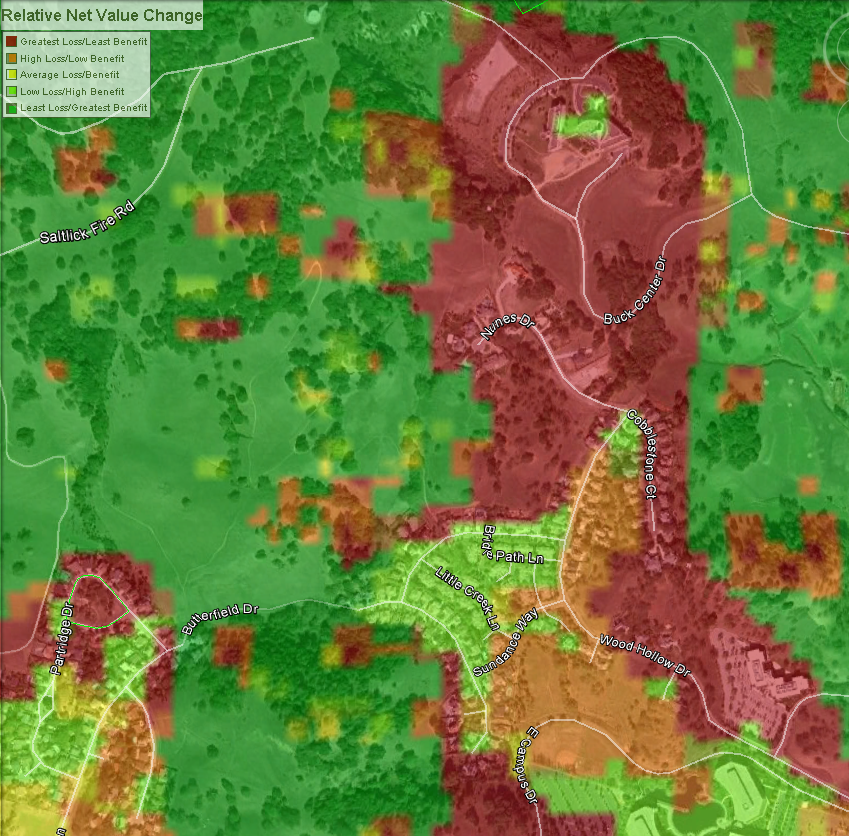 Relative Net Value Change
Greatest Loss/Least Benefit
High Loss/Low Benefit
Average Loss/Benefit
Low Loss/High Benefit
Least Loss/Greatest Benefit
Saltlick Fire Rd
Buck Center Dr
Nunes Dr
Cobblestone Ct
Bridle Path Ln
Little Creek Ln
Butterfield Dr
Partridge Dr
Sundance Way
Wood Hollow Dr
E Campus Dr